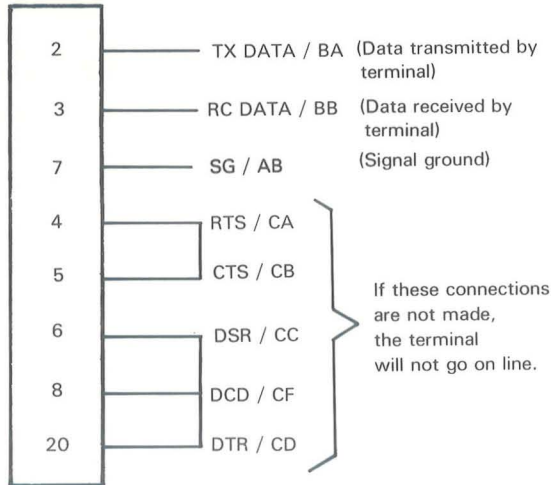 2 TX DATA / BA (Data transmitted by
terminal)
3 RC DATA / BB (Data received by
terminal)
7 SG / AB (Signal ground)
4 RTS / CA
5 CTS / CB
6 DSR / CC
8 DCD / CF
20 DTR / CD
If these connections
are not made,
the terminal
will not go on line.